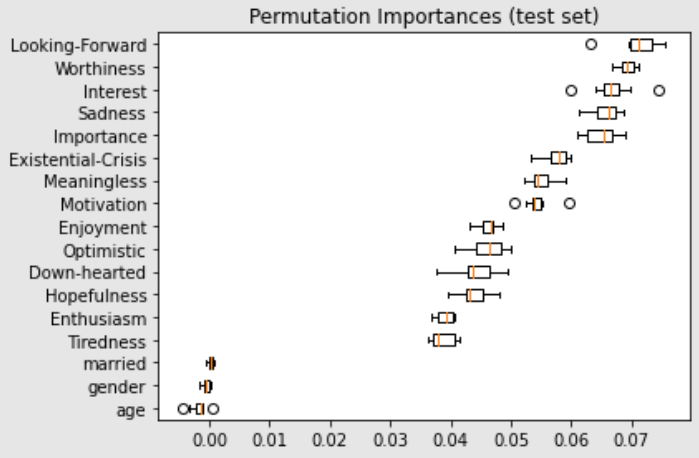 Permutation Importances (test set)
Looking-Forward
Worthiness
Interest
Sadness
Importance
Existential-Crisis
Meaningless
Motivation
Enjoyment
Optimistic
Down-hearted
Hopefulness
Enthusiasm
Tiredness
married
gender
age
0.00 0.01 0.02 0.03 0.04 0.05 0.06 0.07